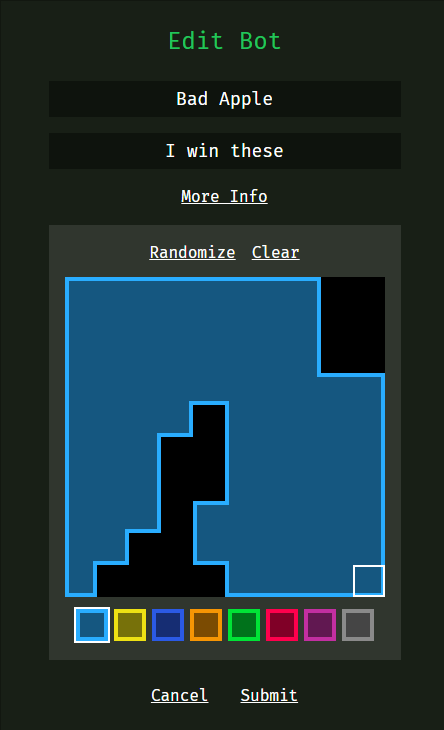 Edit Bot
Bad Apple
I win these
More Info
Randomize Clear
Cancel Submit